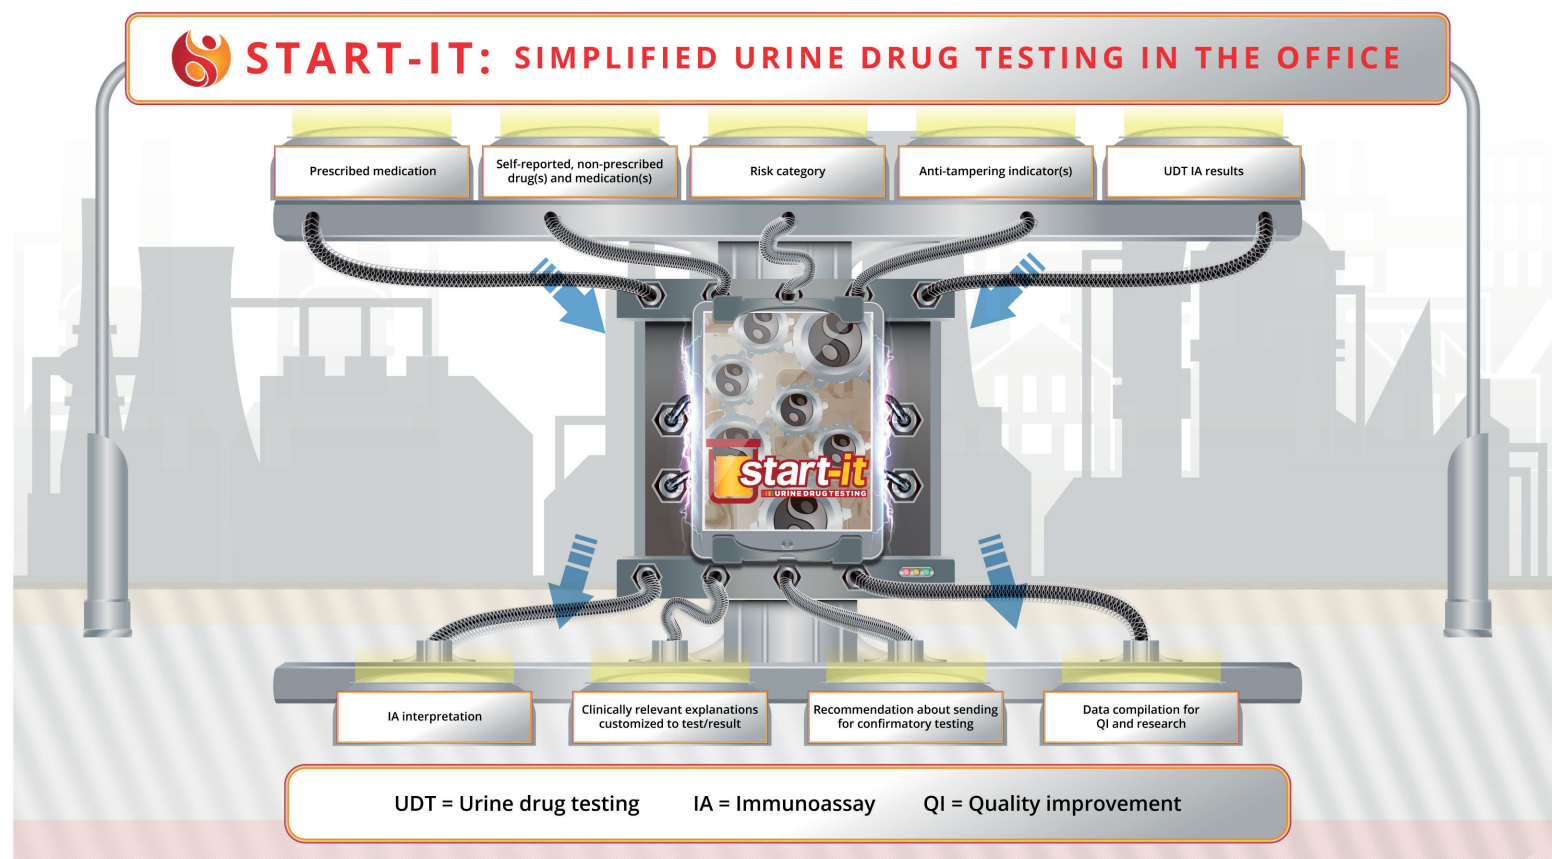 START-IT: SIMPLIFIED URINE DRUG TESTING IN THE OFFICE
Prescribed medication
Self-reported, non-prescribed
drug(s) and medication(s)
Risk category
Anti-tampering indicator(s)
UDT IA results
start-it
URINE DRUG TESTING
IA interpretation
Clinically relevant explanations
customized to test/result
Recommendation about sending
for confirmatory testing
Data compilation for
QI and research
UDT = Urine drug testing IA = Immunoassay QI = Quality improvement